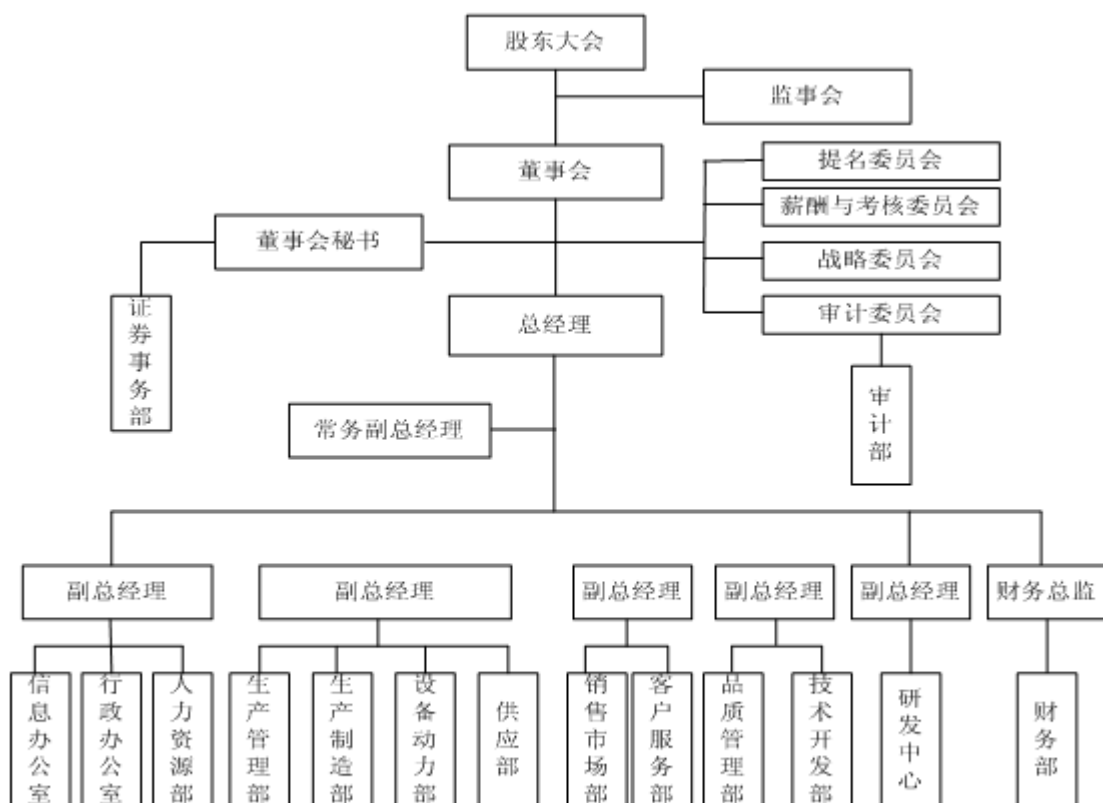 股东大会
监事会
董事会
提名委员会
薪酬与考核委员会
董事会秘书
战略委员会
证券事务部
总经理
审计委员会
审计部
常务副总经理
副总经理
副总经理
副总经理
副总经理
副总经理
财务总监
信息办公室
行政办公室
人力资源部
生产管理部
生产制造部
设备动力部
供应部
销售市场部
客户服务部
品质管理部
技术开发部
研发中心
财务部